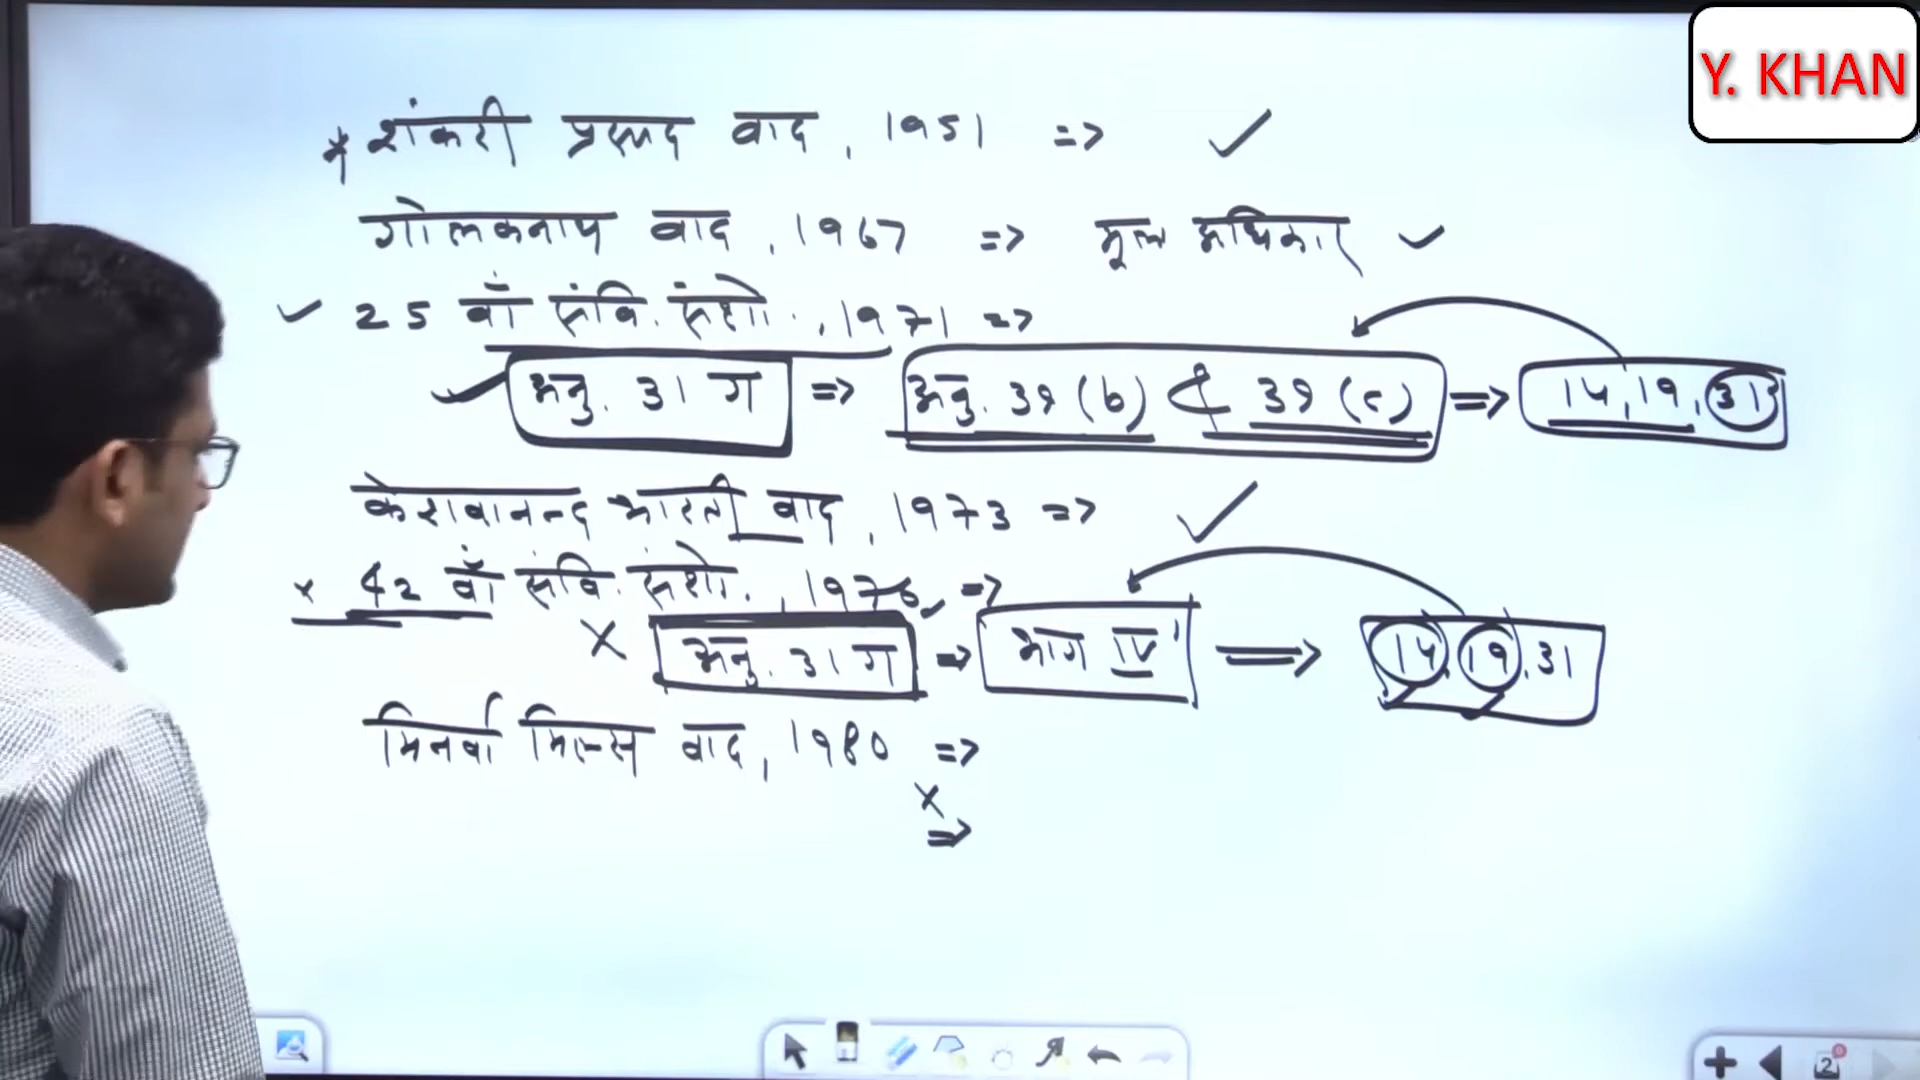 Y. KHAN
* शंकरी प्रसाद वाद, 1951 =>
गोलकनाथ वाद, 1967 => मूल अधिकार
25 वाँ संवि. संशो., 1971 =>
अनु. 31 ग => अनु. 39 (b) & 39 (c) => 14, 19, 31
केशवानन्द भारती वाद, 1973 =>
x 42 वाँ संवि. संशो., 1976, =>
x अनु. 31 ग => भाग IV => 14, 19, 31
मिनर्वा मिल्स वाद, 1980 =>
x
=>
2